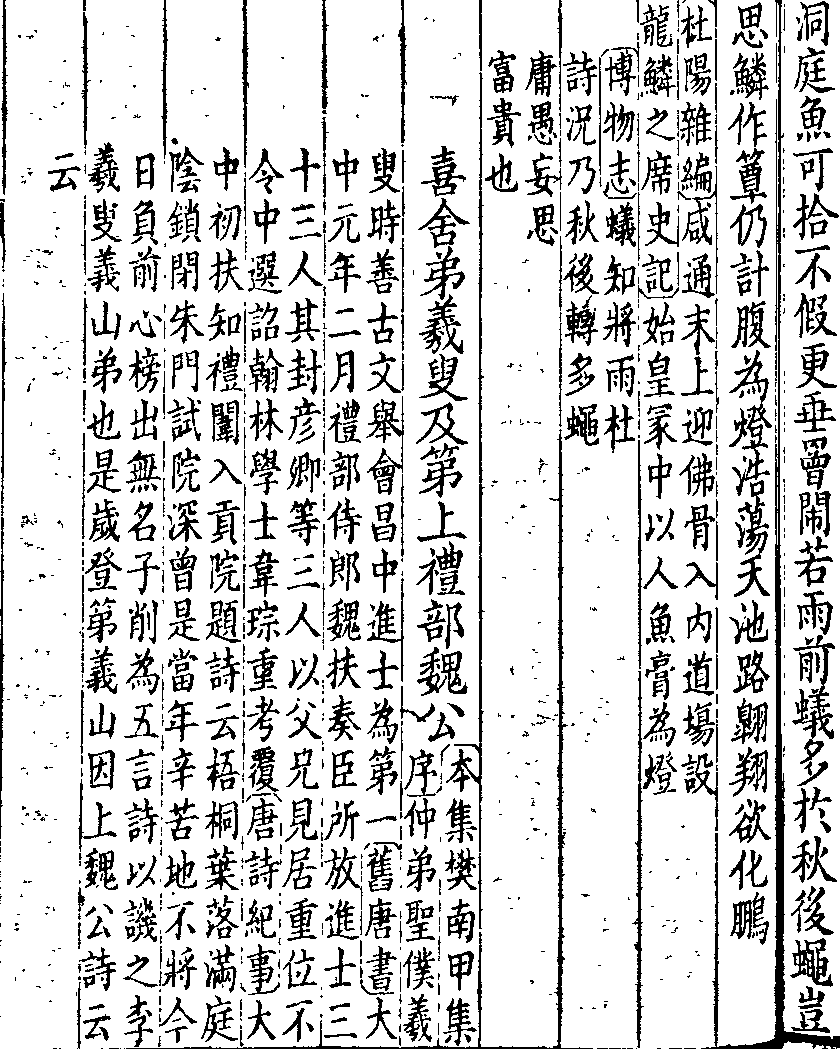 洞庭魚可拾不假更垂罾閙若雨前蟻多於秋後蠅豈
思鱗作簟仍計腹為燈浩蕩天池路翺翔欲化鵬
杜陽雜編咸通末上迎佛骨入内道塲設
龍鱗之席史記始皇冢中以人魚膏為燈
博物志蟻知將雨杜
詩況乃秋後轉多蠅
庸愚妄思
富貴也
喜舍弟羲叟及第上禮部魏公
本集樊南甲集
序仲弟聖僕羲
叟時善古文舉會昌中進士為第一舊唐書大
中元年二月禮部侍郎魏扶奏臣所放進士三
十三人其封彦卿等三人以父兄見居重位不
令中選詔翰林學士韋琮重考覆唐詩紀事大
中初扶知禮闈入貢院題詩云梧桐葉落滿庭
陰鎖閉朱門試院深曾是當年辛苦地不將今
日負前心榜出無名子削為五言詩以譏之李
羲叟義山弟也是歲登第義山因上魏公詩云
云